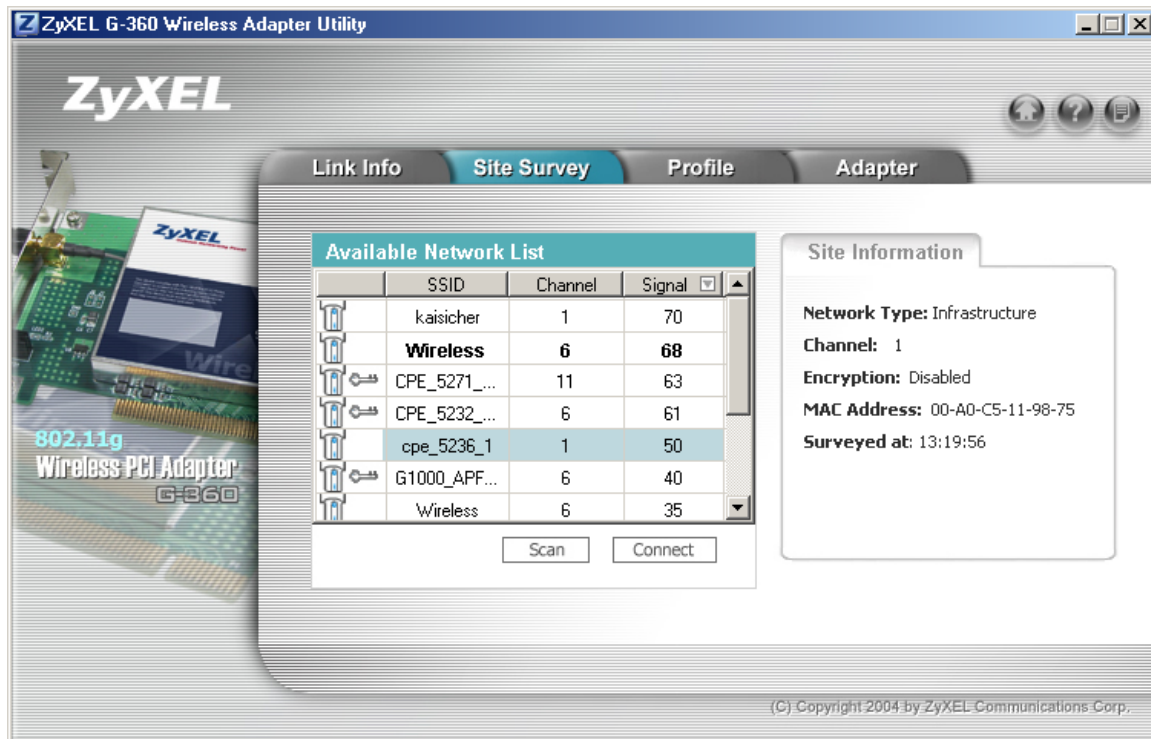 ZyXEL G-360 Wireless Adapter Utility
ZyXEL
Link Info Site Survey Profile Adapter
ZyXEL
Available Network List
SSID Channel Signal
kaisicher 1 70
Wireless 6 68
CPE_5271_... 11 63
CPE_5232_... 6 61
cpe_5236_1 1 50
G1000_APF... 6 40
Wireless 6 35
Scan Connect
Site Information
Network Type: Infrastructure
Channel: 1
Encryption: Disabled
MAC Address: 00-A0-C5-11-98-75
Surveyed at: 13:19:56
Wire
802.11g
Wireless PCI Adapter
G-360
(C) Copyright 2004 by ZyXEL Communications Corp.